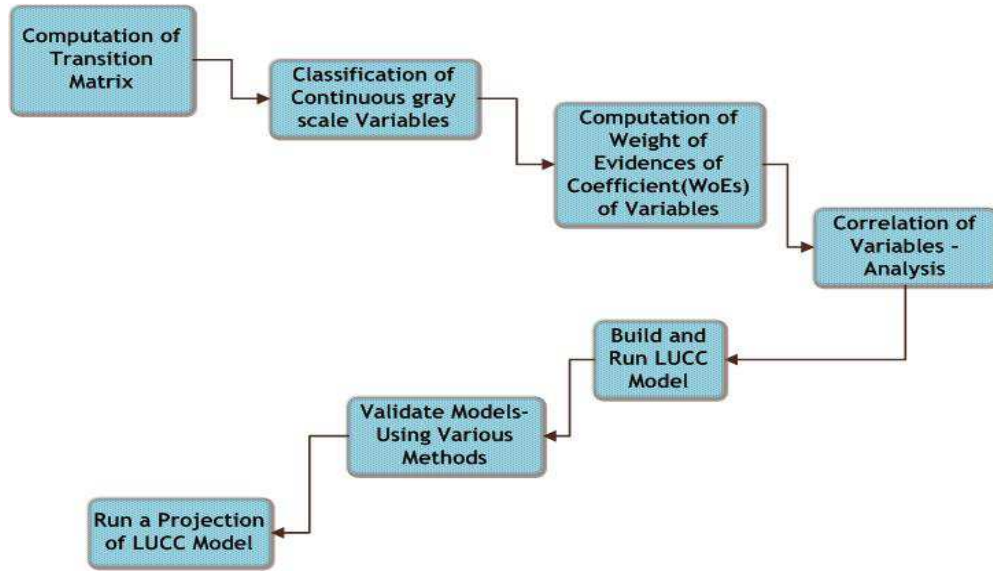 Computation of
Transition
Matrix
Classification of
Continuous gray
scale Variables
Computation of
Weight of
Evidences of
Coefficient(WoEs)
of Variables
Correlation of
Variables -
Analysis
Build and
Run LUCC
Model
Validate Models-
Using Various
Methods
Run a Projection
of LUCC Model